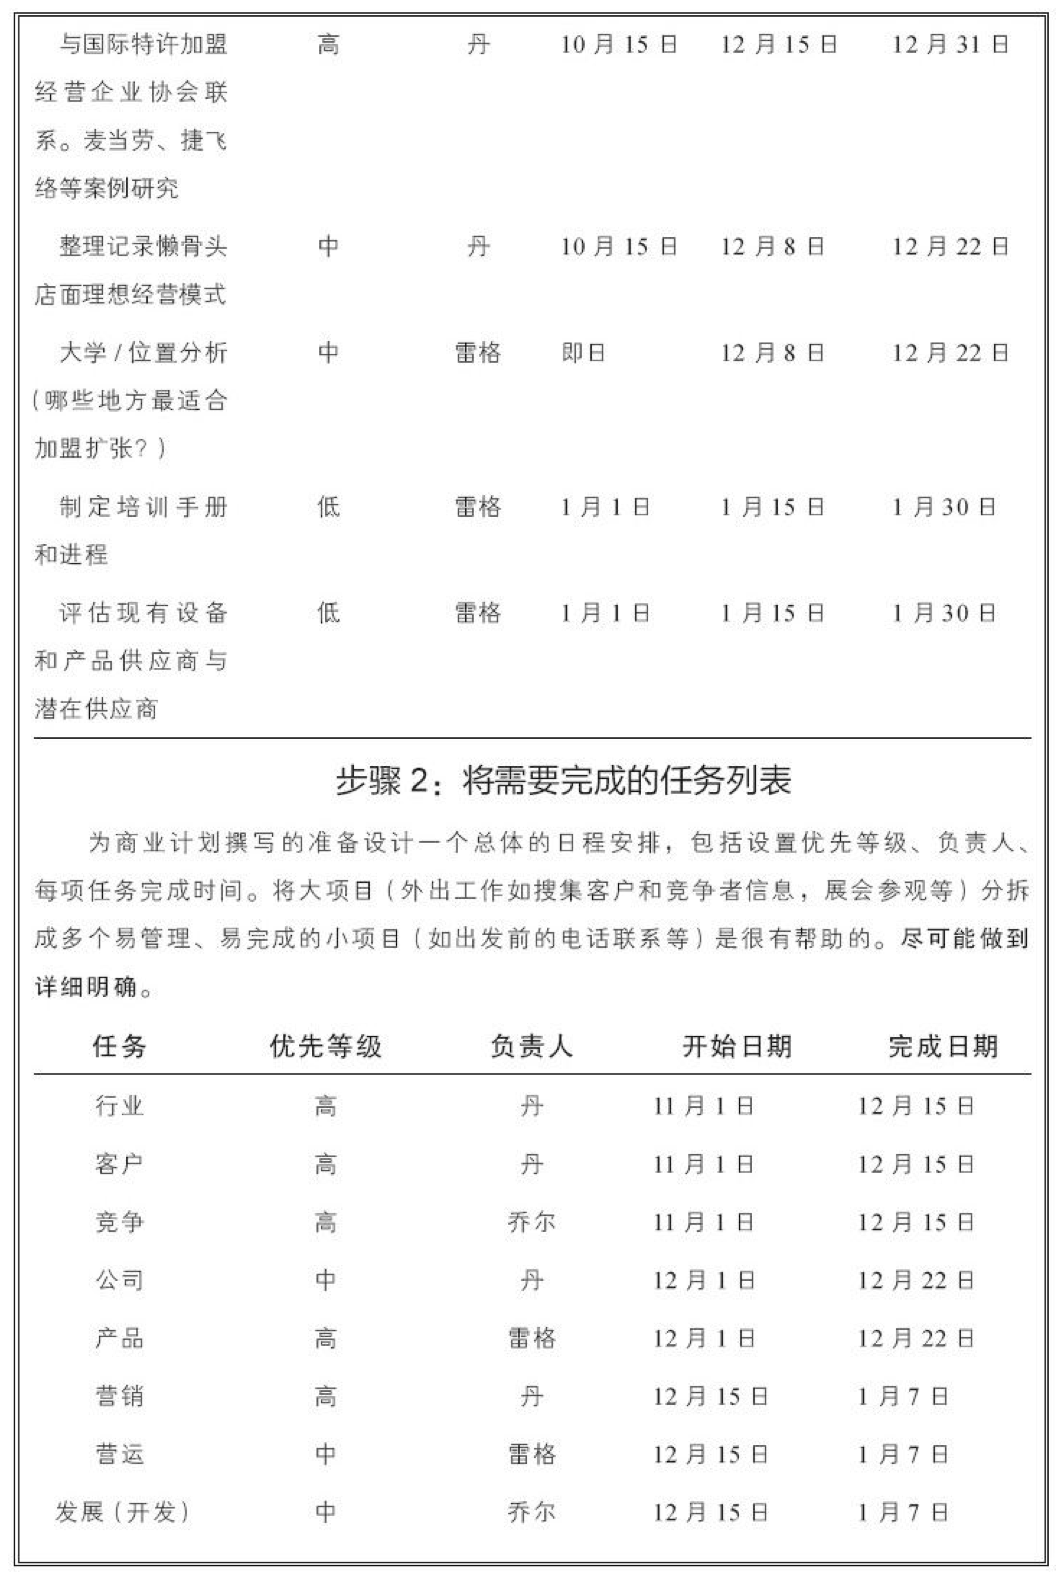 与国际特许加盟 高 丹 10月15日 12月15日 12月31日
经营企业协会联
系。麦当劳、捷飞
络等案例研究
整理记录懒骨头 中 丹 10月15日 12月8日 12月22日
店面理想经营模式
大学/位置分析 中 雷格 即日 12月8日 12月22日
(哪些地方最适合
加盟扩张?)
制定培训手册 低 雷格 1月1日 1月15日 1月30日
和进程
评估现有设备 低 雷格 1月1日 1月15日 1月30日
和产品供应商与
潜在供应商
步骤2:将需要完成的任务列表
为商业计划撰写的准备设计一个总体的日程安排,包括设置优先等级、负责人、
每项任务完成时间。将大项目(外出工作如搜集客户和竞争者信息,展会参观等)分拆
成多个易管理、易完成的小项目(如出发前的电话联系等)是很有帮助的。尽可能做到
详细明确。
任务 优先等级 负责人 开始日期 完成日期
行业 高 丹 11月1日 12月15日
客户 高 丹 11月1日 12月15日
竞争 高 乔尔 11月1日 12月15日
公司 中 丹 12月1日 12月22日
产品 高 雷格 12月1日 12月22日
营销 高 丹 12月15日 1月7日
营运 中 雷格 12月15日 1月7日
发展(开发) 中 乔尔 12月15日 1月7日